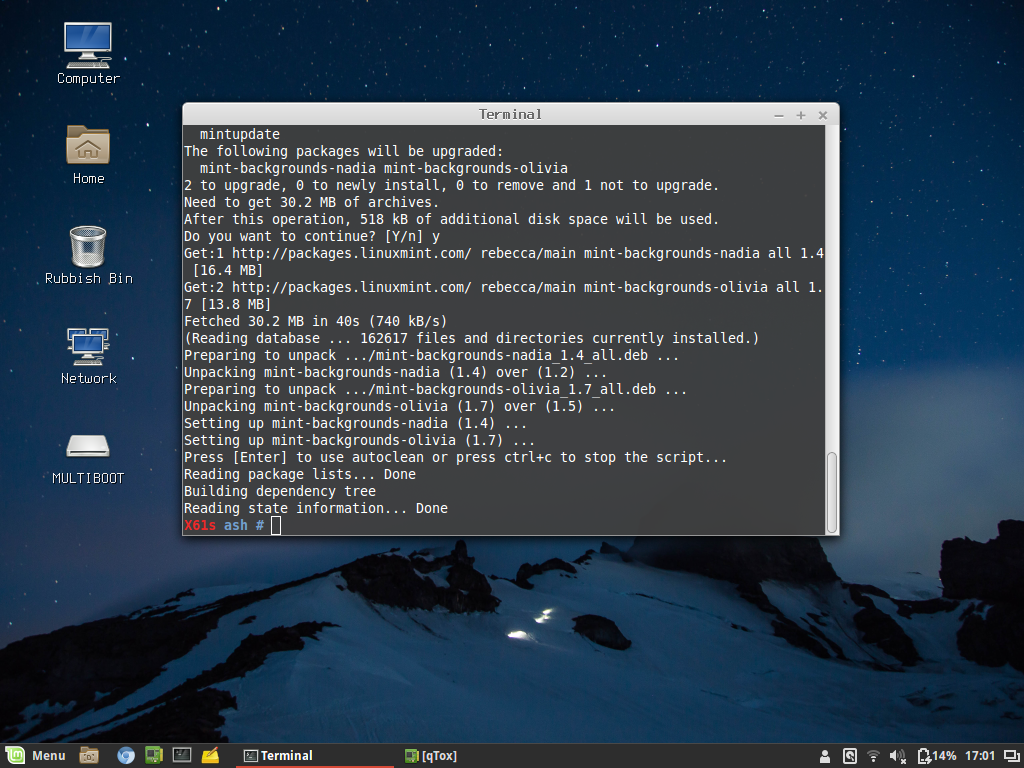 Computer
Home
Rubbish Bin
Network
MULTIBOOT
Terminal
mintupdate
The following packages will be upgraded:
mint-backgrounds-nadia mint-backgrounds-olivia
2 to upgrade, 0 to newly install, 0 to remove and 1 not to upgrade.
Need to get 30.2 MB of archives.
After this operation, 518 kB of additional disk space will be used.
Do you want to continue? [Y/n] y
Get:1 http://packages.linuxmint.com/ rebecca/main mint-backgrounds-nadia all 1.4
[16.4 MB]
Get:2 http://packages.linuxmint.com/ rebecca/main mint-backgrounds-olivia all 1.
7 [13.8 MB]
Fetched 30.2 MB in 40s (740 kB/s)
(Reading database ... 162617 files and directories currently installed.)
Preparing to unpack .../mint-backgrounds-nadia_1.4_all.deb ...
Unpacking mint-backgrounds-nadia (1.4) over (1.2) ...
Preparing to unpack .../mint-backgrounds-olivia_1.7_all.deb ...
Unpacking mint-backgrounds-olivia (1.7) over (1.5) ...
Setting up mint-backgrounds-nadia (1.4) ...
Setting up mint-backgrounds-olivia (1.7) ...
Press [Enter] to use autoclean or press ctrl+c to stop the script...
Reading package lists... Done
Building dependency tree
Reading state information... Done
X61s ash #
Menu Terminal [qTox] 14% 17:01